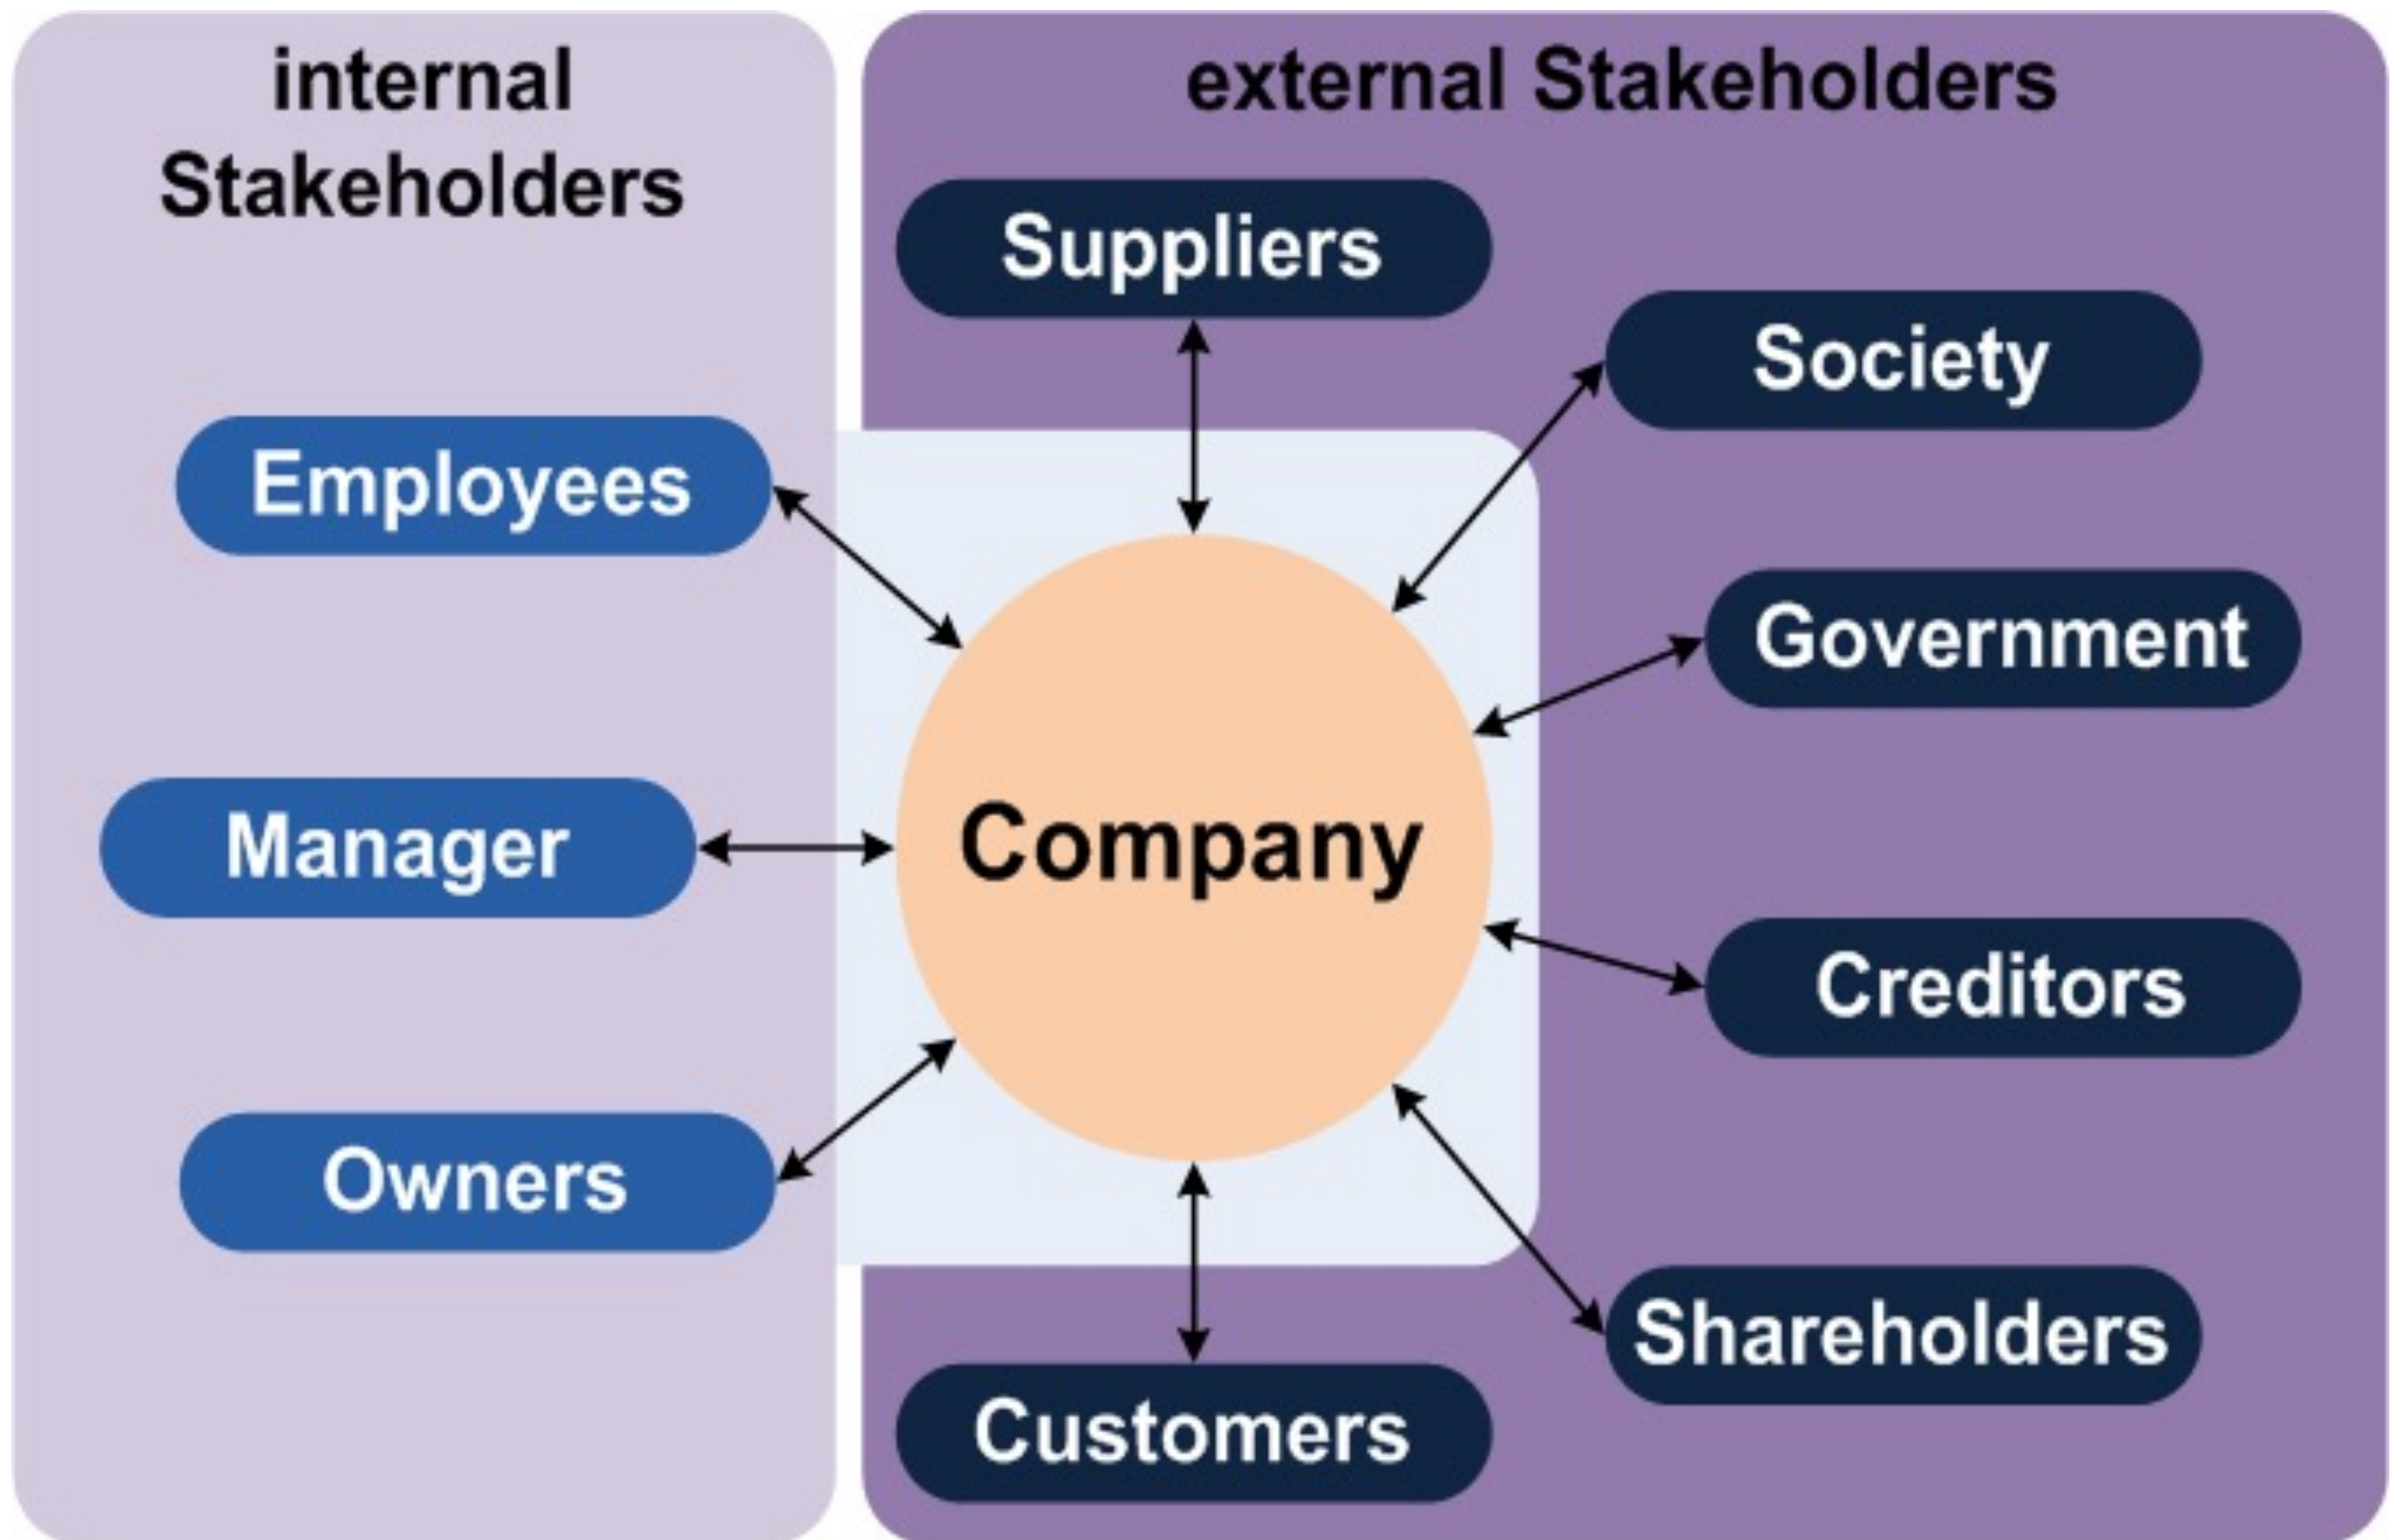 internal
Stakeholders
external Stakeholders
Suppliers
Society
Employees
Government
Manager
Company
Creditors
Owners
Shareholders
Customers